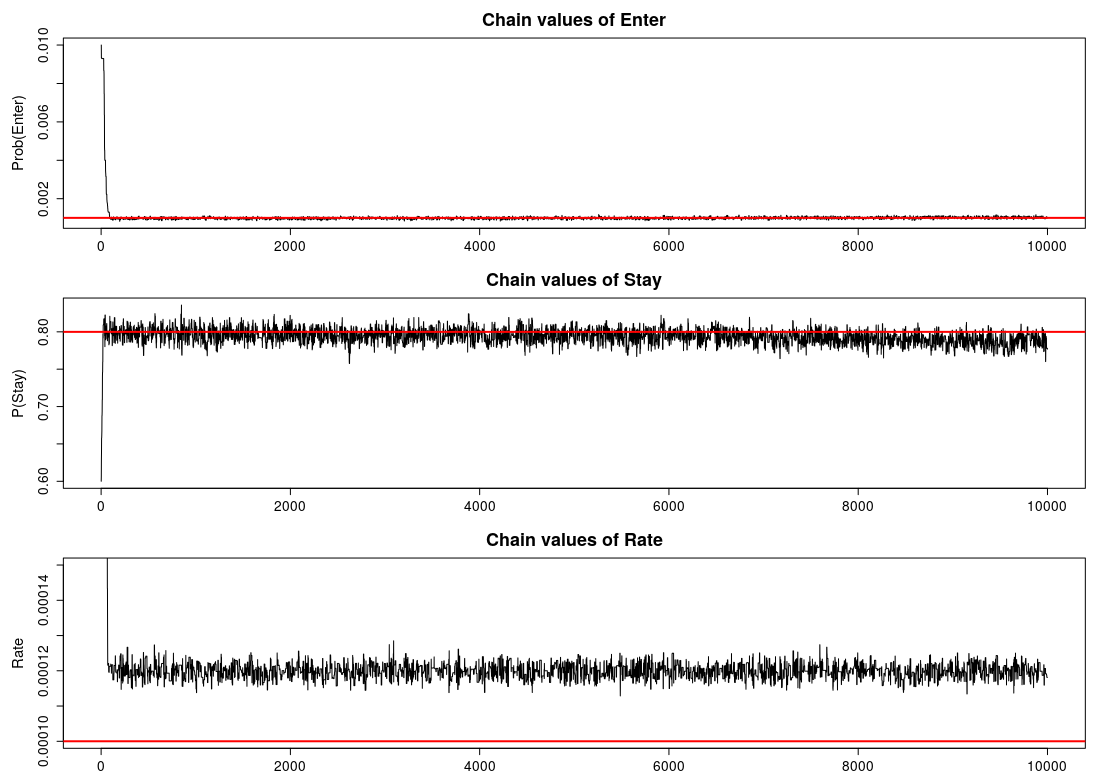 Chain values of Enter
Prob(Enter)
0.010
0.006
0.002
0 2000 4000 6000 8000 10000
Chain values of Stay
P(Stay)
0.80
0.70
0.60
0 2000 4000 6000 8000 10000
Chain values of Rate
Rate
0.00014
0.00012
0.00010
0 2000 4000 6000 8000 10000